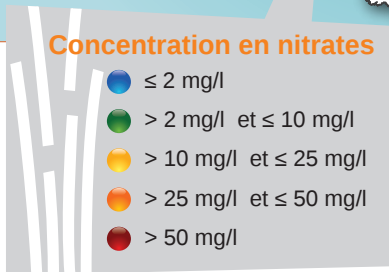 Concentration en nitrates
≤ 2 mg/l
> 2 mg/l et ≤ 10 mg/l
> 10 mg/l et ≤ 25 mg/l
> 25 mg/l et ≤ 50 mg/l
> 50 mg/l